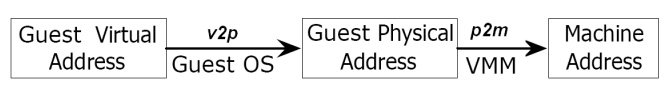 Guest Virtual
Address
v2p
Guest OS
Guest Physical
Address
p2m
VMM
Machine
Address